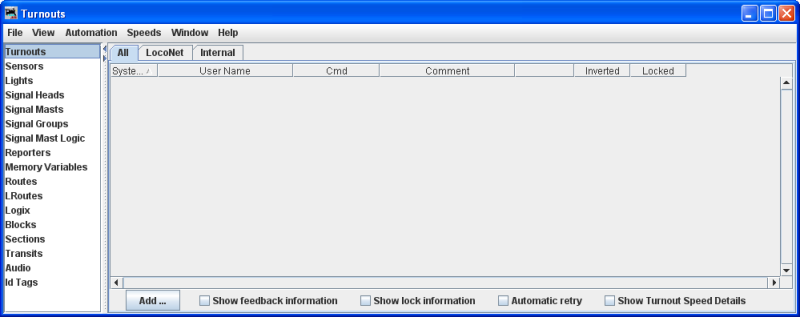 Turnouts
File View Automation Speeds Window Help
Turnouts
Sensors
Lights
Signal Heads
Signal Masts
Signal Groups
Signal Mast Logic
Reporters
Memory Variables
Routes
LRoutes
Logix
Blocks
Sections
Transits
Audio
Id Tags
All LocoNet Internal
Syste... User Name Cmd Comment Inverted Locked
Add ... Show feedback information Show lock information Automatic retry Show Turnout Speed Details